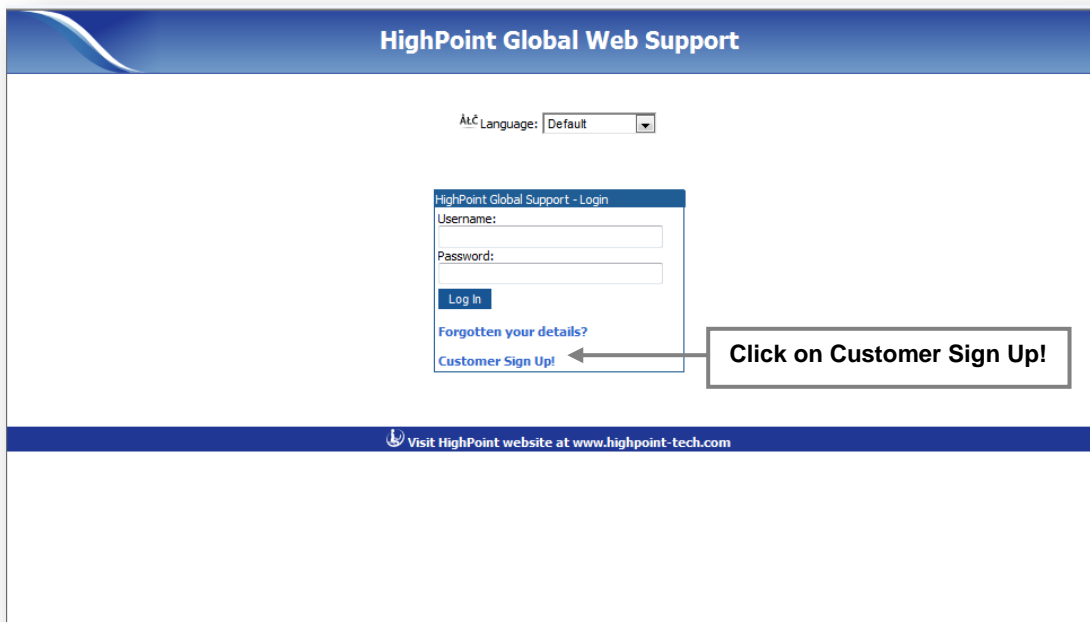 HighPoint Global Web Support
ÅŁČ Language: Default
HighPoint Global Support - Login
Username:
Password:
Log In
Forgotten your details?
Customer Sign Up!
Click on Customer Sign Up!
Visit HighPoint website at www.highpoint-tech.com